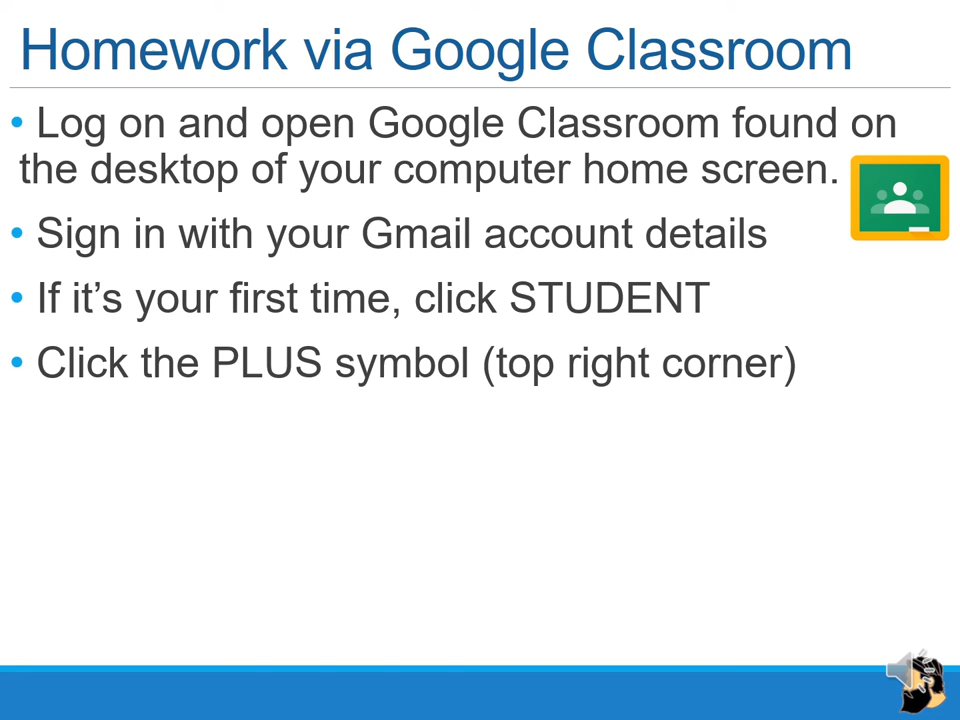 Homework via Google Classroom
• Log on and open Google Classroom found on
the desktop of your computer home screen.
• Sign in with your Gmail account details
• If it’s your first time, click STUDENT
• Click the PLUS symbol (top right corner)